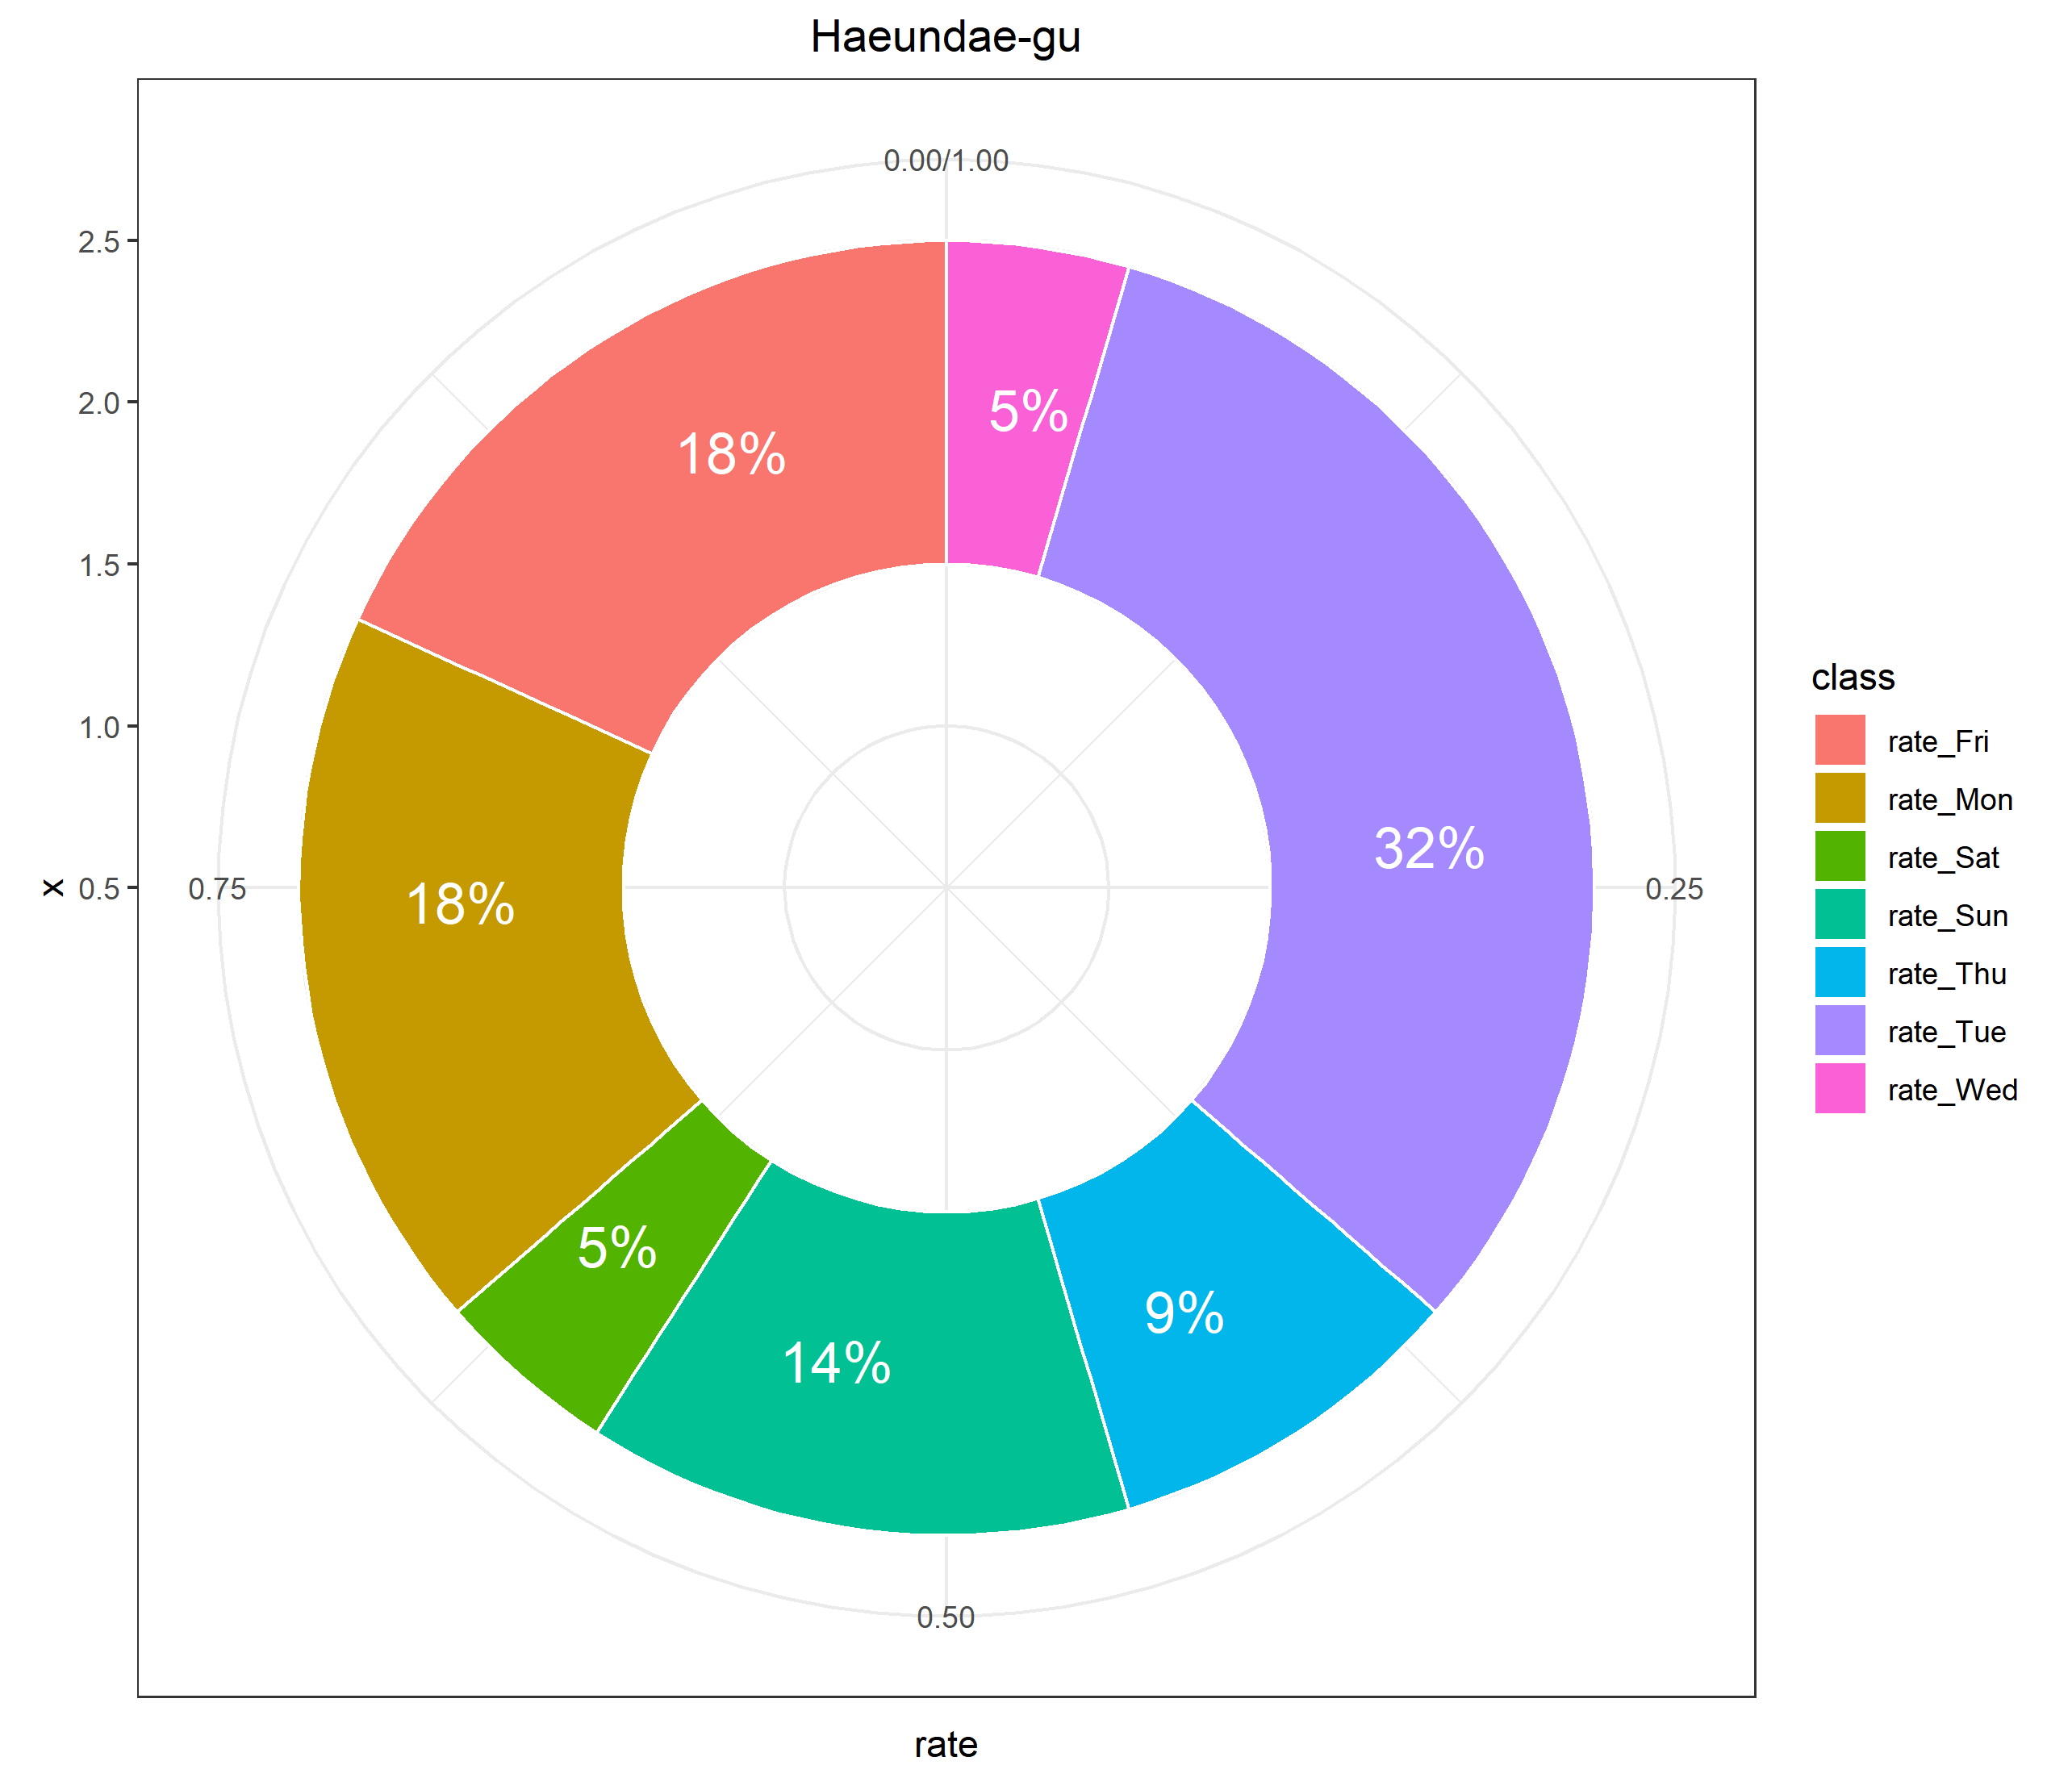 Haeundae-gu
0.00/1.00
2.5
2.0
1.5
1.0
0.5
x
0.75
0.25
0.50
5%
18%
32%
18%
5%
9%
14%
rate
class
rate_Fri
rate_Mon
rate_Sat
rate_Sun
rate_Thu
rate_Tue
rate_Wed